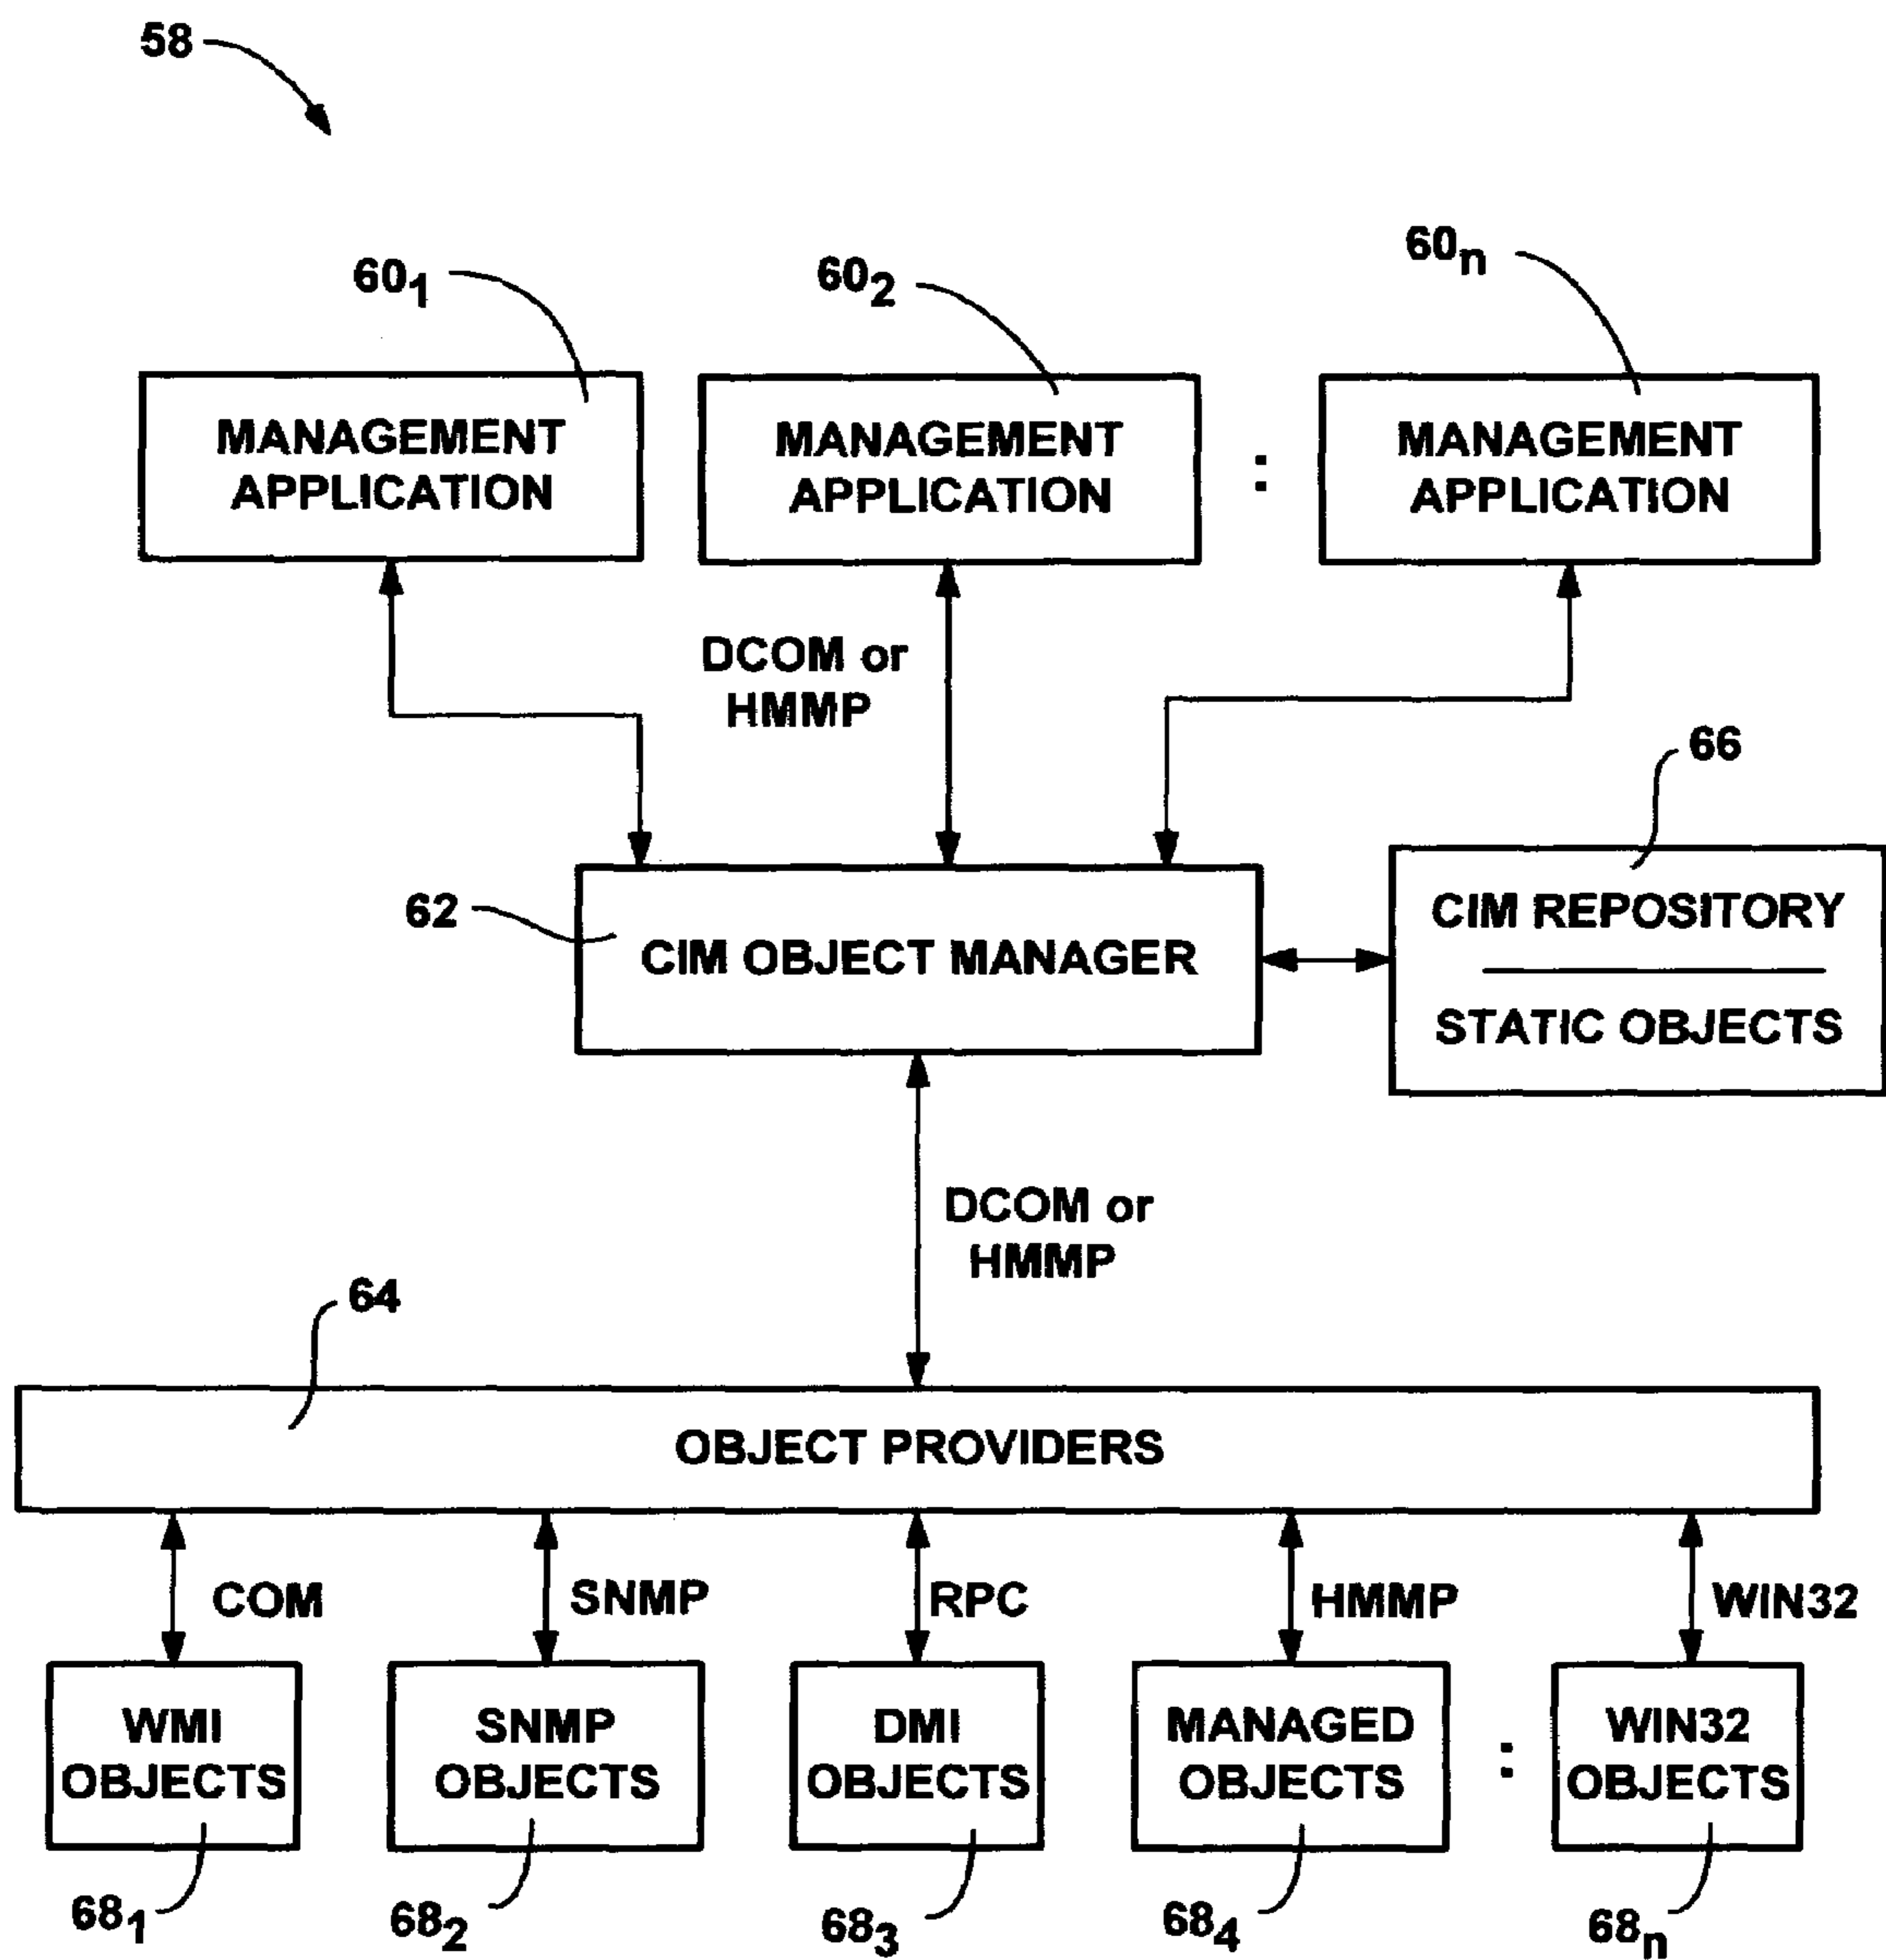 58
60₁
60₂
60ₙ
MANAGEMENT
APPLICATION
MANAGEMENT
APPLICATION
:
MANAGEMENT
APPLICATION
DCOM or
HMMP
66
62
CIM OBJECT MANAGER
CIM REPOSITORY
STATIC OBJECTS
DCOM or
HMMP
64
OBJECT PROVIDERS
COM
SNMP
RPC
HMMP
WIN32
WMI
OBJECTS
SNMP
OBJECTS
DMI
OBJECTS
MANAGED
OBJECTS
:
WIN32
OBJECTS
68₁
68₂
68₃
68₄
68ₙ